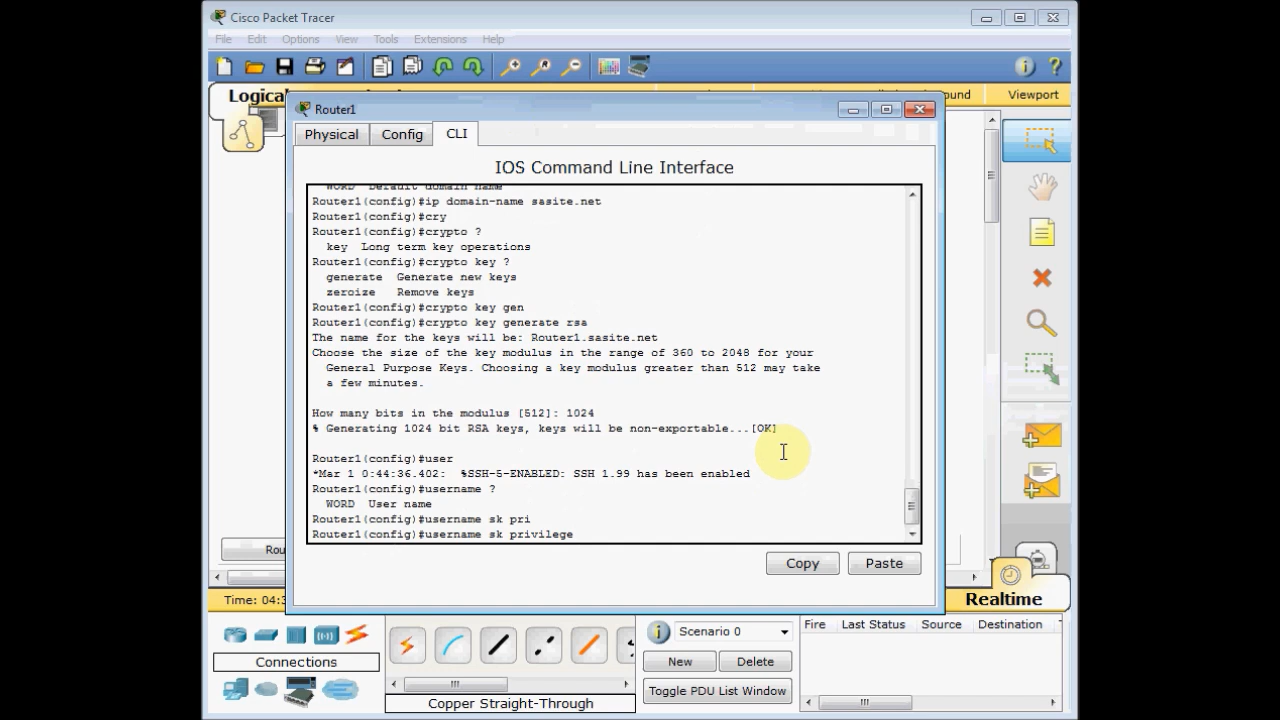 Cisco Packet Tracer
File Edit Options View Tools Extensions Help
Logical
ound
Viewport
Router1
Physical Config CLI
IOS Command Line Interface
WORD Default domain name
Router1(config)#ip domain-name sasite.net
Router1(config)#cry
Router1(config)#crypto ?
key Long term key operations
Router1(config)#crypto key ?
generate Generate new keys
zeroize Remove keys
Router1(config)#crypto key gen
Router1(config)#crypto key generate rsa
The name for the keys will be: Router1.sasite.net
Choose the size of the key modulus in the range of 360 to 2048 for your
General Purpose Keys. Choosing a key modulus greater than 512 may take
a few minutes.
How many bits in the modulus [512]: 1024
% Generating 1024 bit RSA keys, keys will be non-exportable...[OK]
Router1(config)#user
*Mar 1 0:44:36.402: %SSH-5-ENABLED: SSH 1.99 has been enabled
Router1(config)#username ?
WORD User name
Router1(config)#username sk pri
Router1(config)#username sk privilege
Copy Paste
Rou
Time: 04:3
Realtime
Connections
Copper Straight-Through
Scenario 0
New Delete
Toggle PDU List Window
Fire Last Status Source Destination